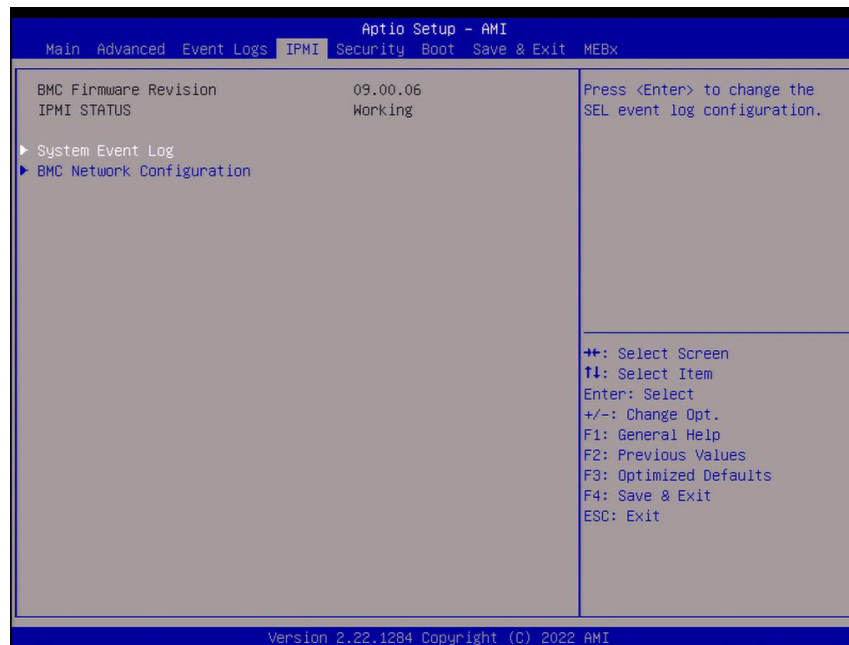 Aptio Setup – AMI
Main Advanced Event Logs IPMI Security Boot Save & Exit MEBx
BMC Firmware Revision 09.00.06
IPMI STATUS Working
▶ System Event Log
▶ BMC Network Configuration
Press <Enter> to change the
SEL event log configuration.
→←: Select Screen
↑↓: Select Item
Enter: Select
+/-: Change Opt.
F1: General Help
F2: Previous Values
F3: Optimized Defaults
F4: Save & Exit
ESC: Exit
Version 2.22.1284 Copyright (C) 2022 AMI